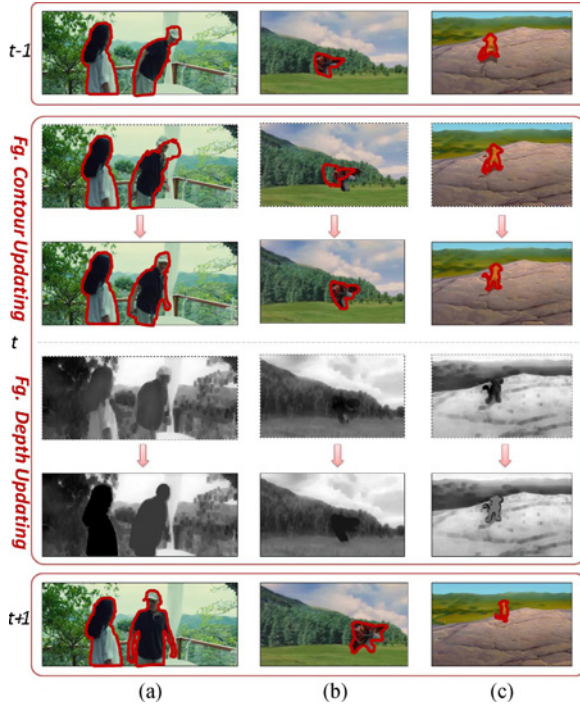 t-1
Fg. Contour Updating
t
Fg. Depth Updating
t+1
(a) (b) (c)